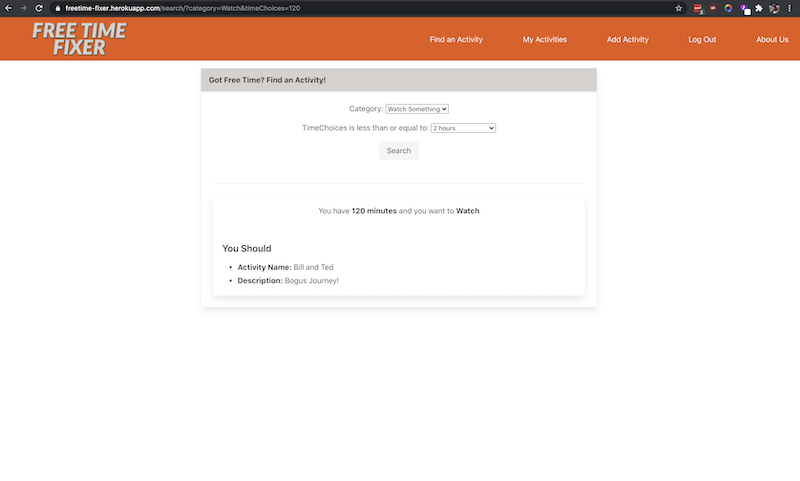 freetime-fixer.herokuapp.com/search/?category=Watch&timeChoices=120
FREE TIME
FIXER
Find an Activity
My Activities
Add Activity
Log Out
About Us
Got Free Time? Find an Activity!
Category: Watch Something
TimeChoices is less than or equal to: 2 hours
Search
You have 120 minutes and you want to Watch
You Should
• Activity Name: Bill and Ted
• Description: Bogus Journey!